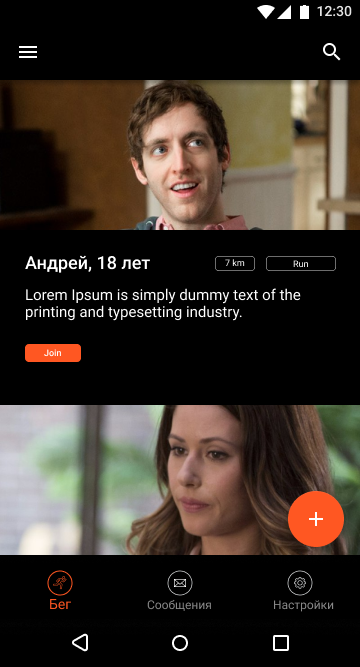 12:30
Андрей, 18 лет
7 km
Run
Lorem Ipsum is simply dummy text of the
printing and typesetting industry.
Join
Бег
Сообщения
Настройки